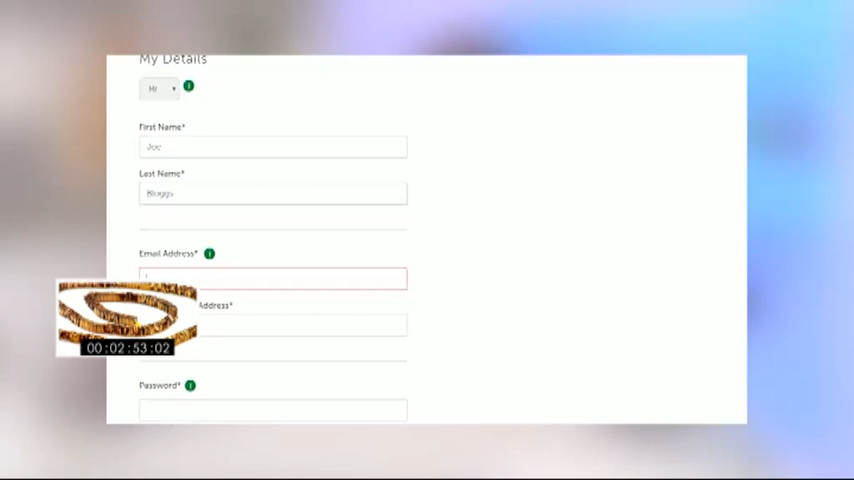 My Details
Mr
First Name*
Joe
Last Name*
Bloggs
Email Address*
Address*
00:02:53:02
Password*